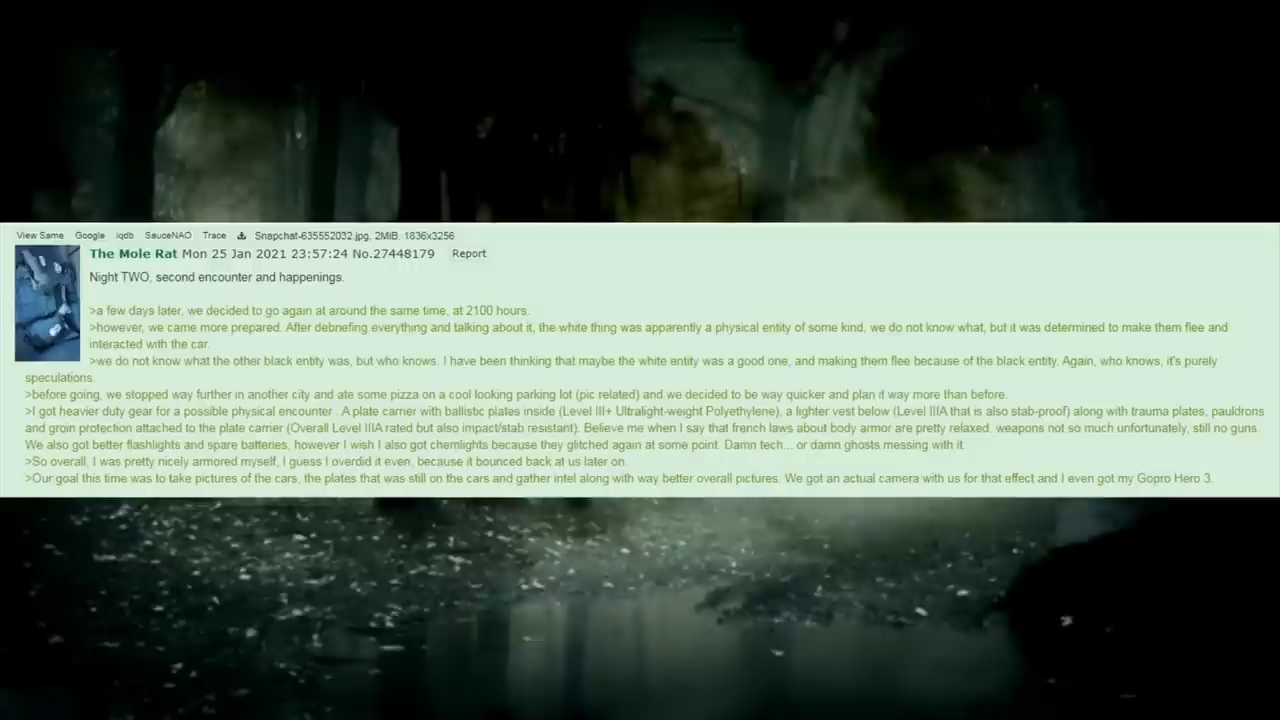 View Same Google iqdb SauceNAO Trace Snapchat-635552032.jpg, 2MiB. 1836x3256
The Mole Rat Mon 25 Jan 2021 23:57:24 No.27448179 Report
Night TWO, second encounter and happenings.
>a few days later, we decided to go again at around the same time, at 2100 hours.
>however, we came more prepared. After debriefing everything and talking about it, the white thing was apparently a physical entity of some kind, we do not know what, but it was determined to make them flee and
interacted with the car.
>we do not know what the other black entity was, but who knows. I have been thinking that maybe the white entity was a good one, and making them flee because of the black entity. Again, who knows, it's purely
speculations.
>before going, we stopped way further in another city and ate some pizza on a cool looking parking lot (pic related) and we decided to be way quicker and plan it way more than before.
>I got heavier duty gear for a possible physical encounter . A plate carrier with ballistic plates inside (Level III+ Ultralight-weight Polyethylene), a lighter vest below (Level IIIA that is also stab-proof) along with trauma plates, pauldrons
and groin protection attached to the plate carrier (Overall Level IIIA rated but also impact/stab resistant). Believe me when I say that french laws about body armor are pretty relaxed, weapons not so much unfortunately, still no guns.
We also got better flashlights and spare batteries, however I wish I also got chemlights because they glitched again at some point. Damn tech... or damn ghosts messing with it.
>So overall, I was pretty nicely armored myself, I guess I overdid it even, because it bounced back at us later on.
>Our goal this time was to take pictures of the cars, the plates that was still on the cars and gather intel along with way better overall pictures. We got an actual camera with us for that effect and I even got my Gopro Hero 3.